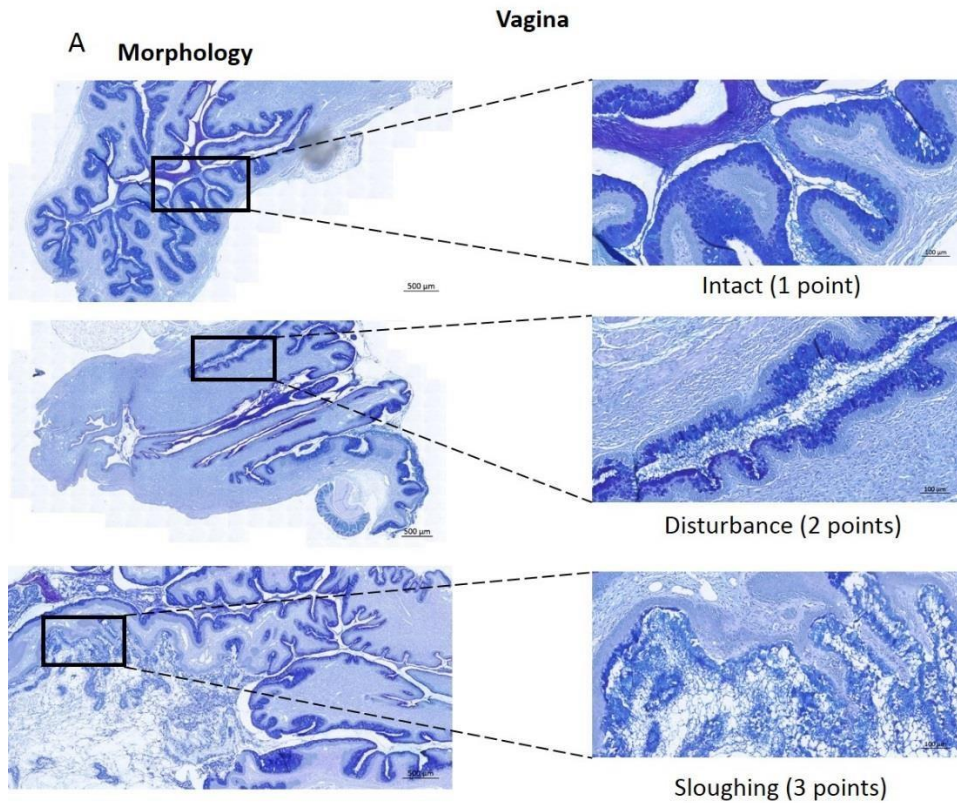 Vagina
A
Morphology
500 µm
100 µm
Intact (1 point)
500 µm
100 µm
Disturbance (2 points)
500 µm
100 µm
Sloughing (3 points)